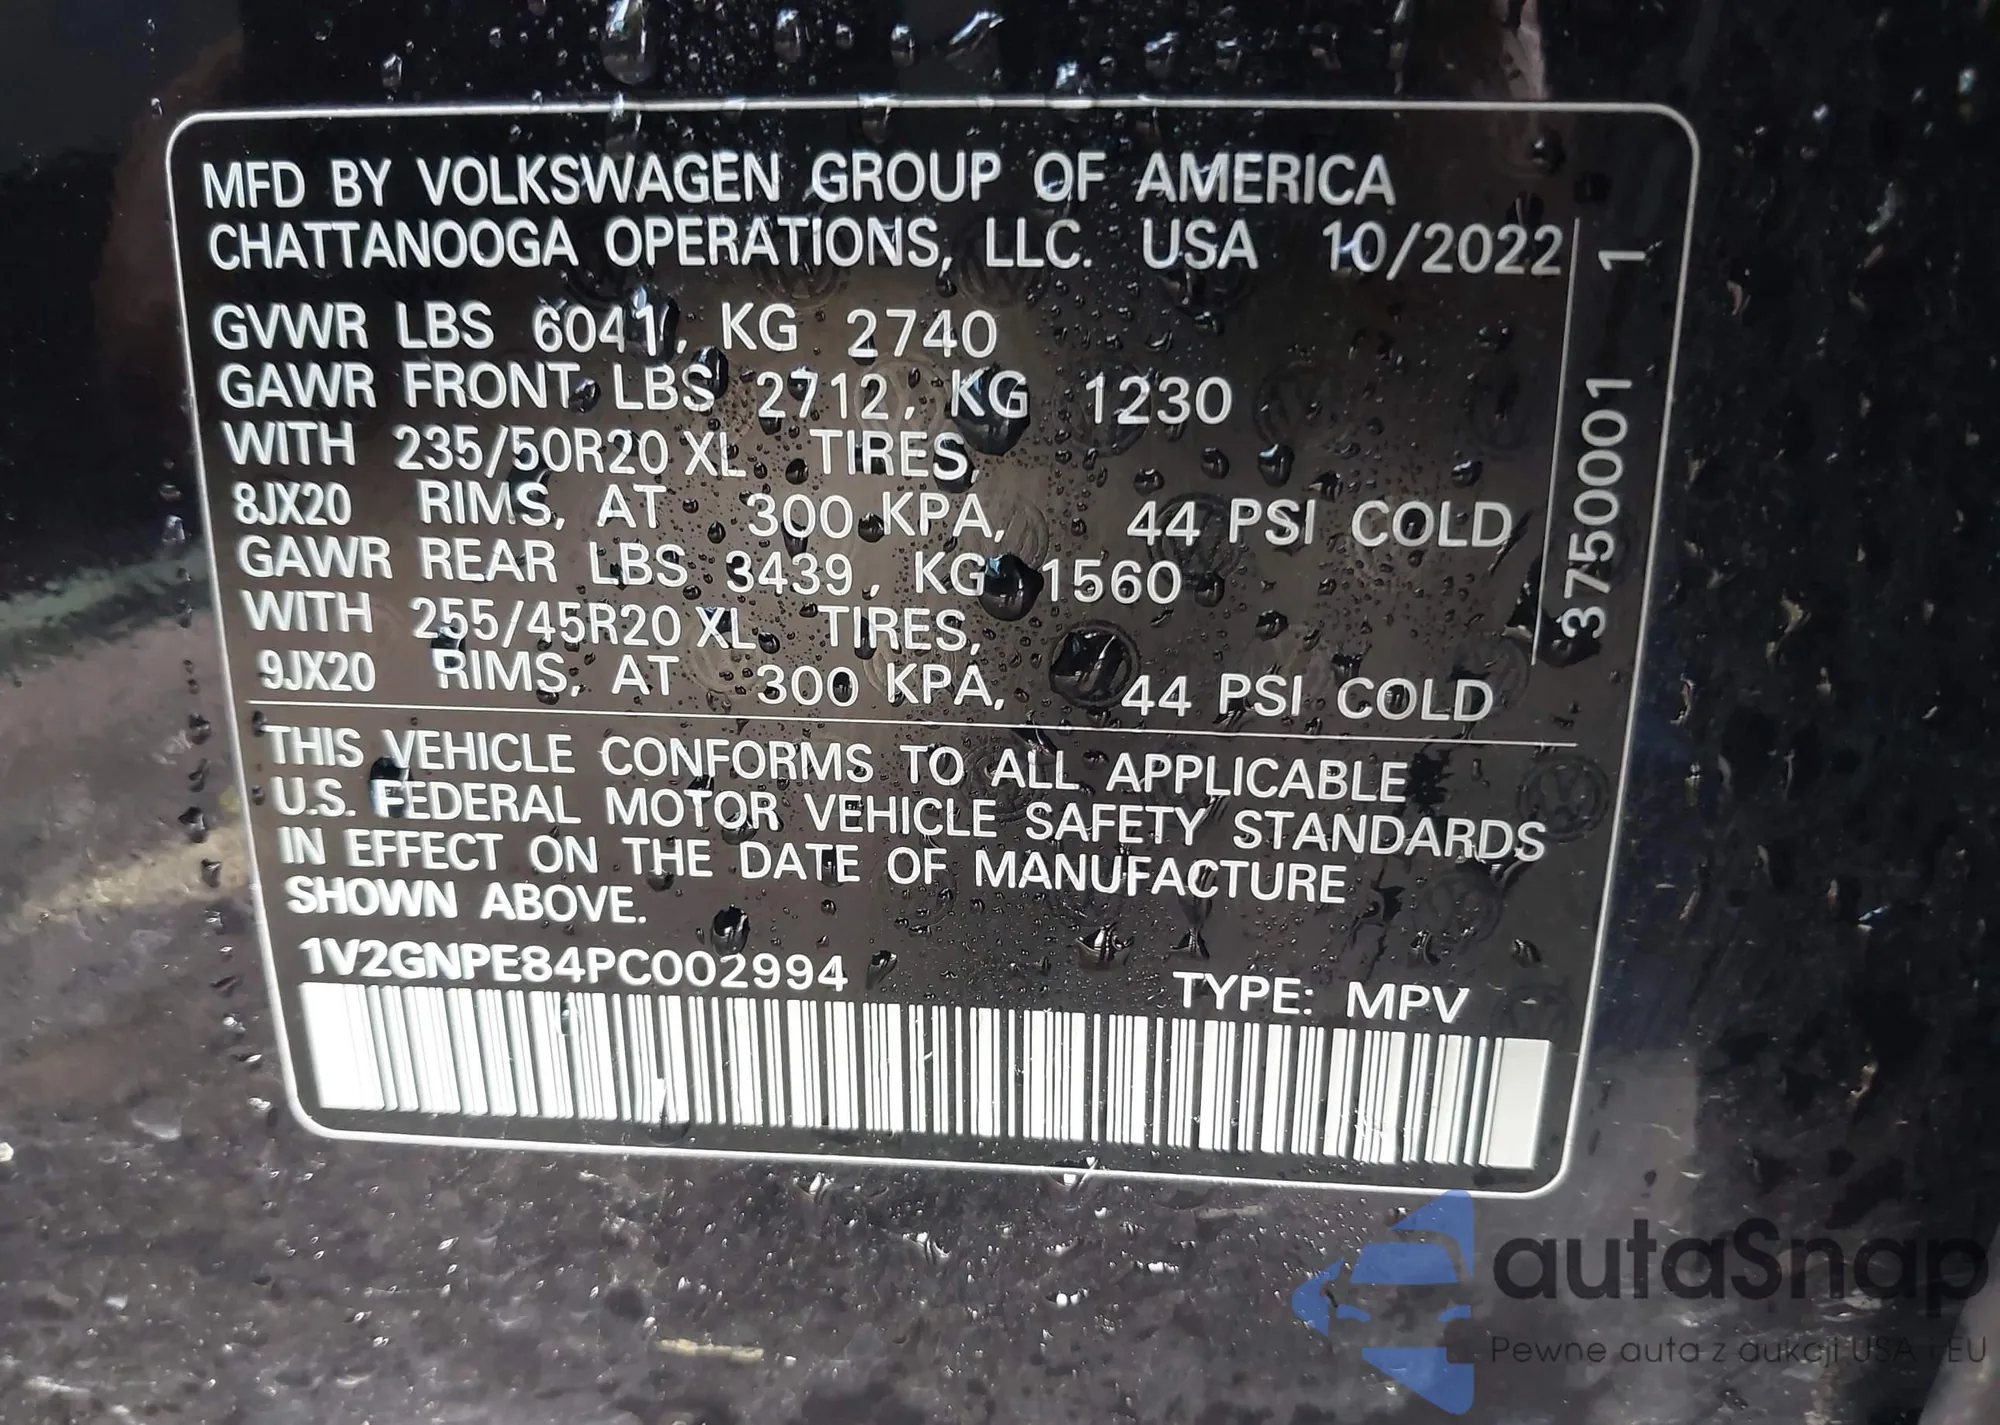 MFD BY VOLKSWAGEN GROUP OF AMERICA
CHATTANOOGA OPERATIONS, LLC. USA 10/2022
GVWR LBS 6041, KG 2740
GAWR FRONT LBS 2712, KG 1230
WITH 235/50R20 XL TIRES,
8JX20 RIMS, AT 300 KPA, 44 PSI COLD
GAWR REAR LBS 3439, KG 1560
WITH 255/45R20 XL TIRES,
9JX20 RIMS, AT 300 KPA, 44 PSI COLD
3750001 1
THIS VEHICLE CONFORMS TO ALL APPLICABLE
U.S. FEDERAL MOTOR VEHICLE SAFETY STANDARDS
IN EFFECT ON THE DATE OF MANUFACTURE
SHOWN ABOVE.
1V2GNPE84PC002994 TYPE: MPV
autaSnap
Pewne auta z aukcji USA i EU